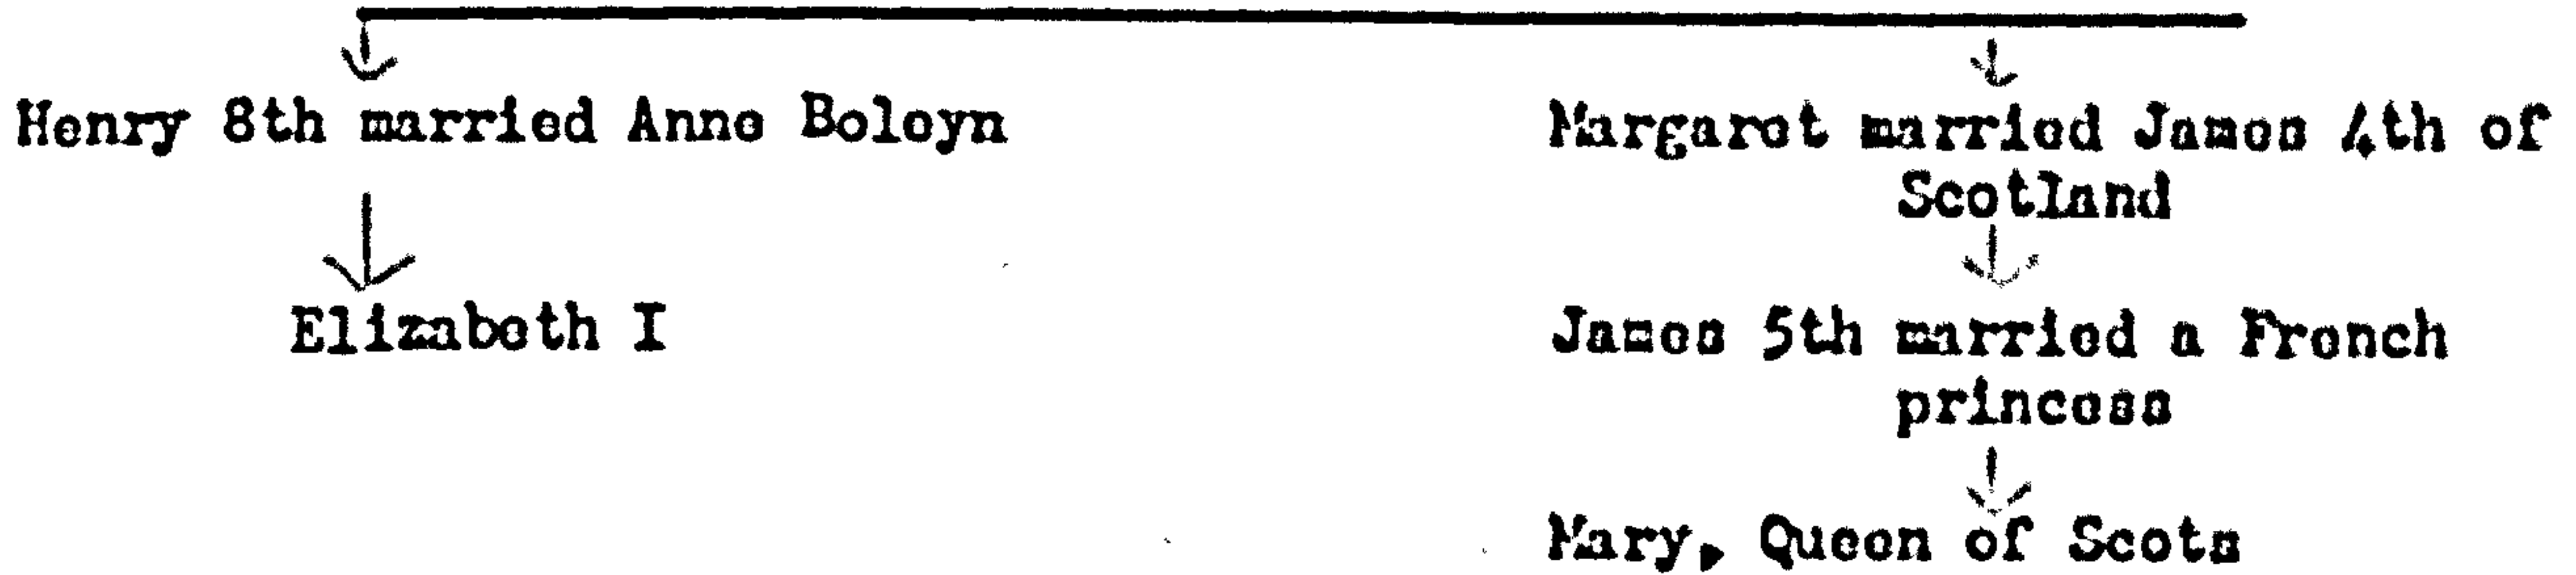 Henry 8th married Anne Boleyn
Margaret married James 4th of
Scotland
Elizabeth I
James 5th married a French
princess
Mary, Queen of Scots